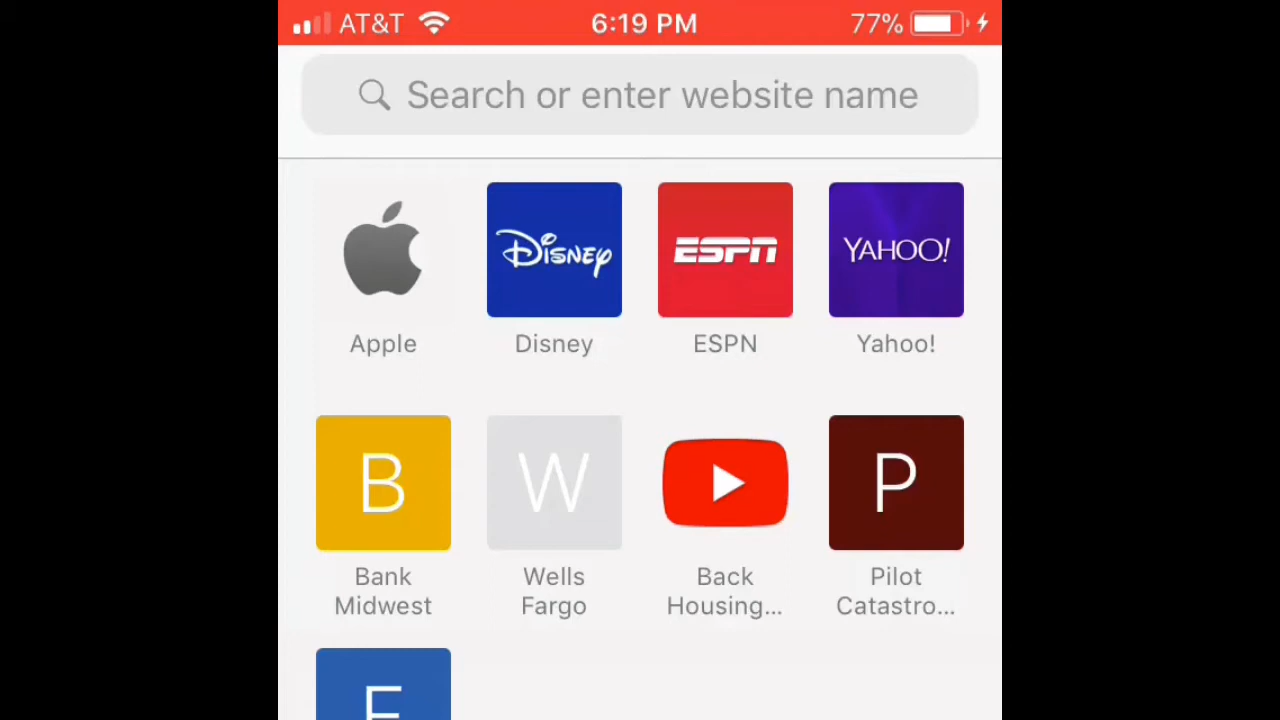 AT&T 6:19 PM 77%
Search or enter website name
Disney ESPN YAHOO!
Apple Disney ESPN Yahoo!
B W P
Bank Wells Back Pilot
Midwest Fargo Housing... Catastro...